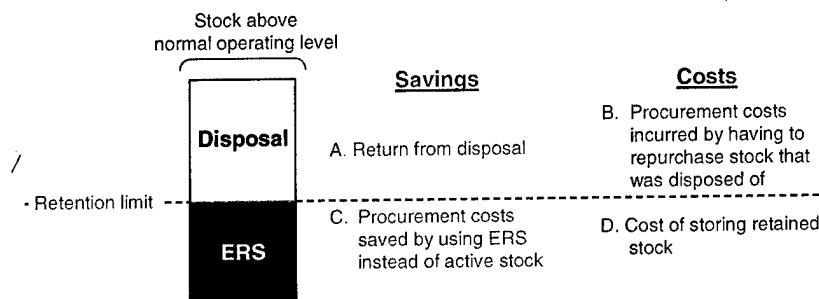 Stock above
normal operating level
Savings
Costs
Disposal
A. Return from disposal
B. Procurement costs
incurred by having to
repurchase stock that
was disposed of
- Retention limit
ERS
C. Procurement costs
saved by using ERS
instead of active stock
D. Cost of storing retained
stock